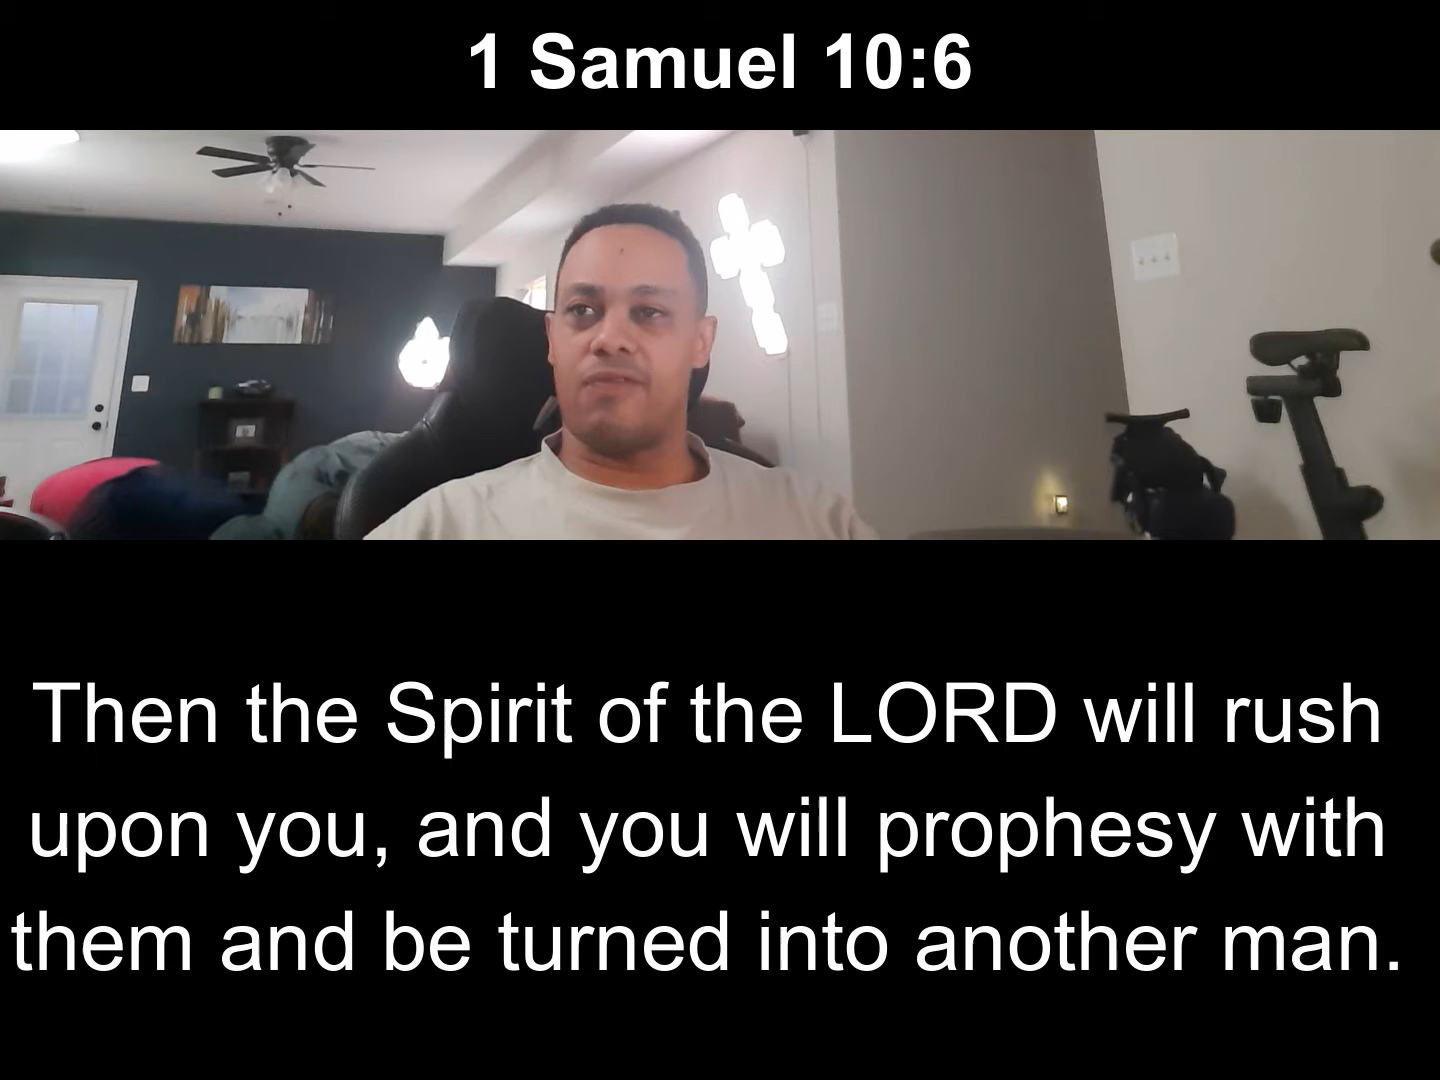 1 Samuel 10:6
Then the Spirit of the LORD will rush
upon you, and you will prophesy with
them and be turned into another man.